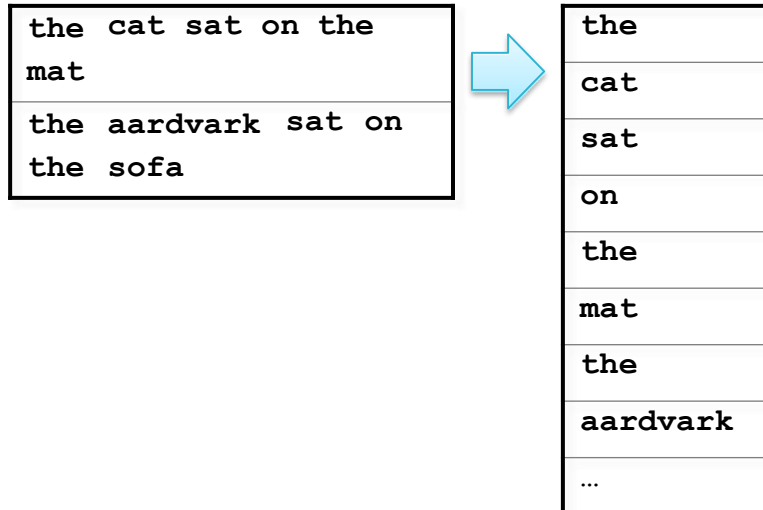 the cat sat on the
mat
the aardvark sat on
the sofa
the
cat
sat
on
the
mat
the
aardvark
…